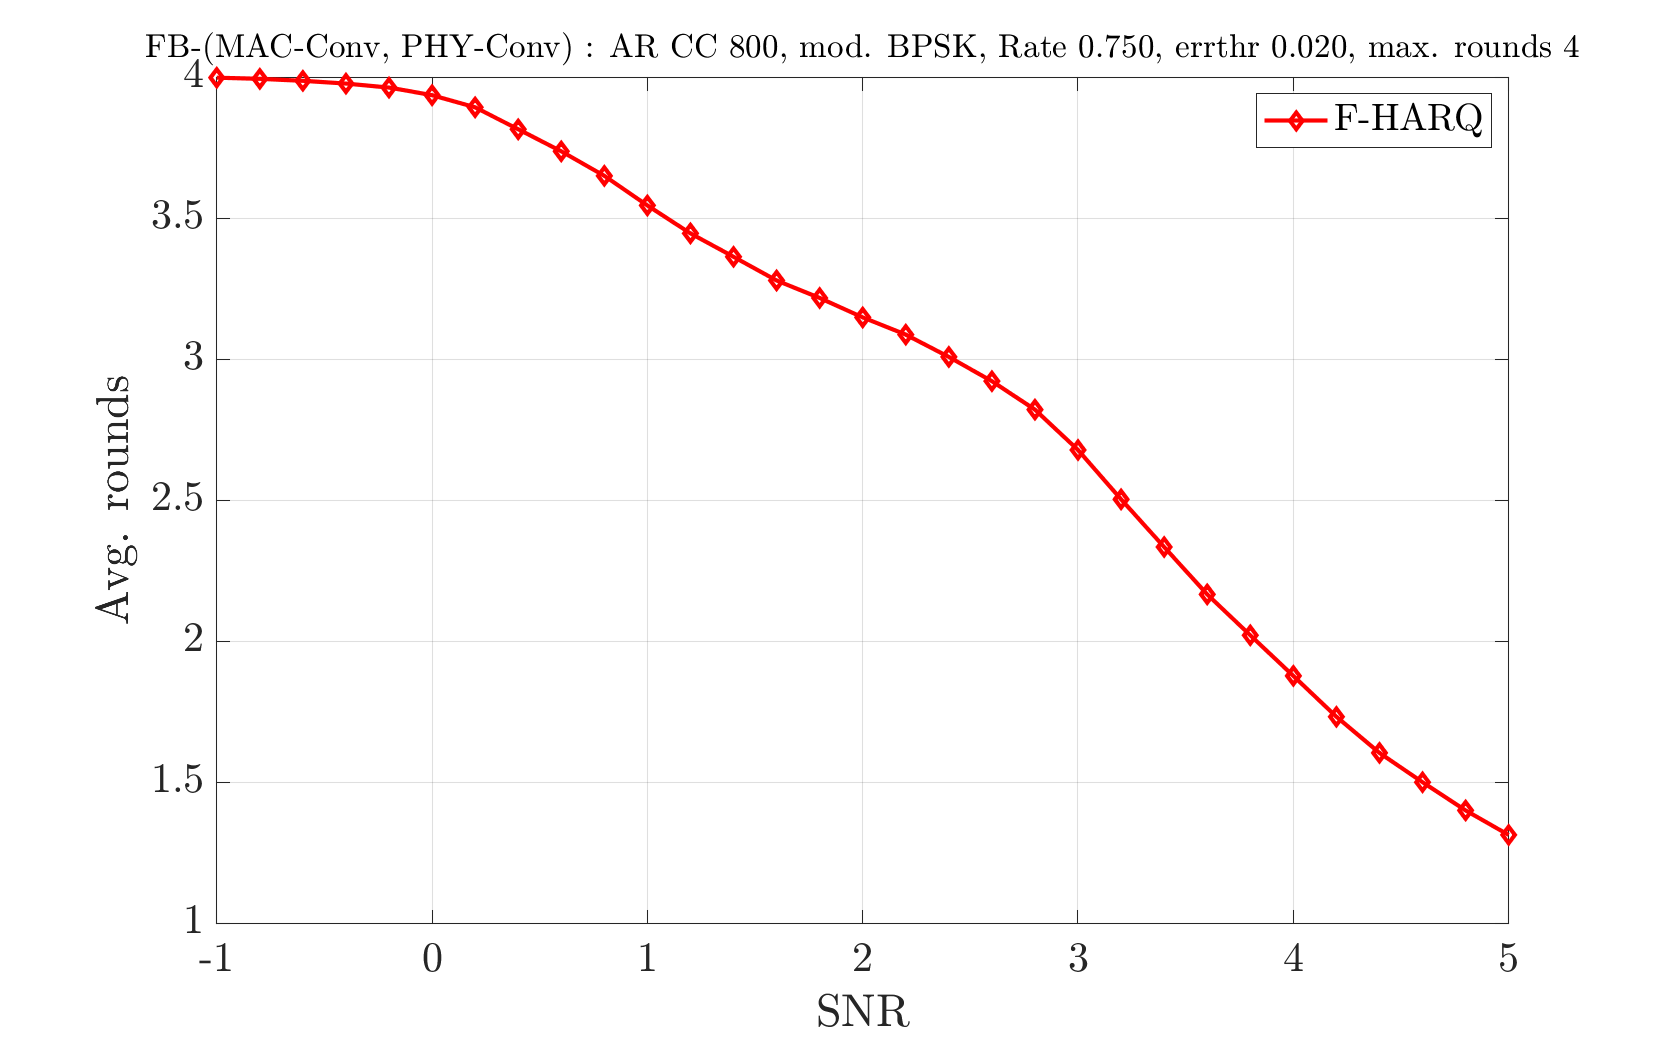 FB-(MAC-Conv, PHY-Conv) : AR CC 800, mod. BPSK, Rate 0.750, errthr 0.020, max. rounds 4
F-HARQ
4
3.5
3
2.5
2
1.5
1
Avg. rounds
-1 0 1 2 3 4 5
SNR